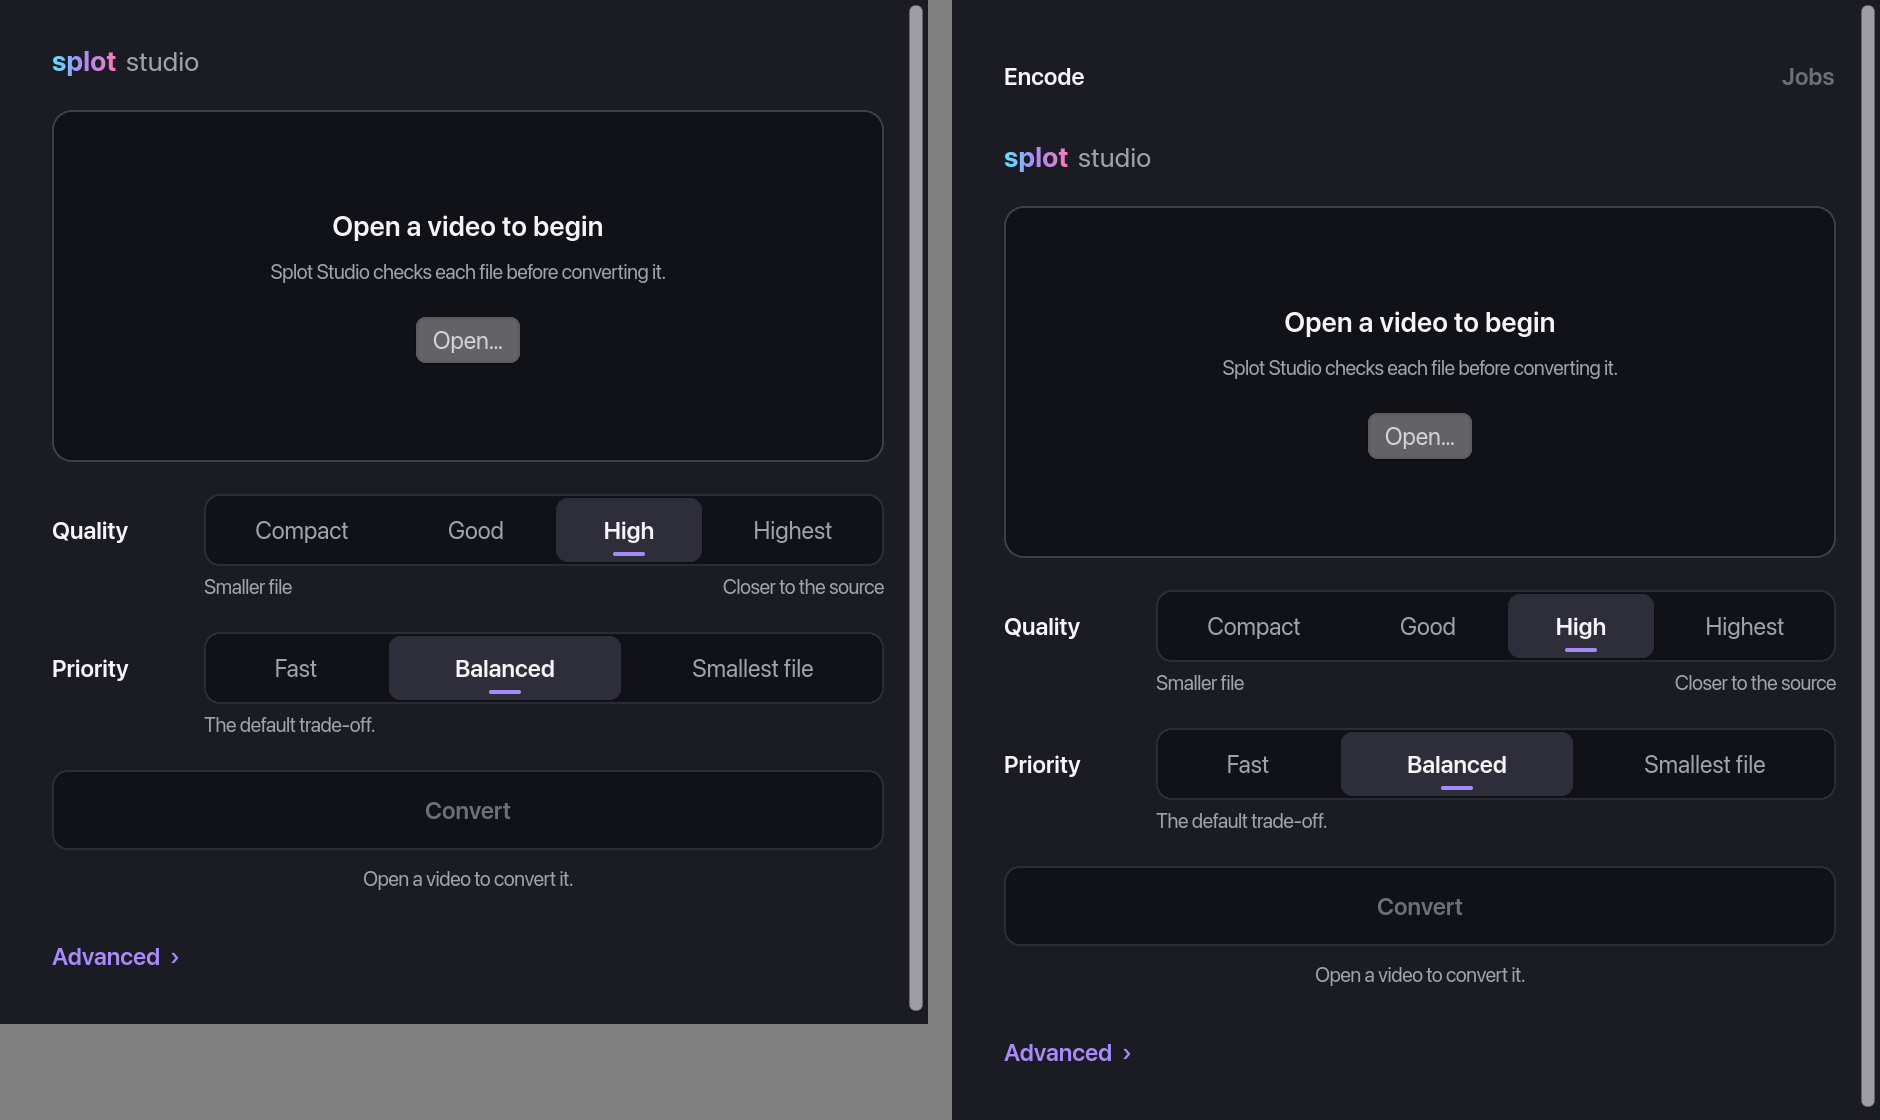 splot studio
Open a video to begin
Splot Studio checks each file before converting it.
Open...
Quality
Compact Good High Highest
Smaller file Closer to the source
Priority
Fast Balanced Smallest file
The default trade-off.
Convert
Open a video to convert it.
Advanced ›
Encode Jobs
splot studio
Open a video to begin
Splot Studio checks each file before converting it.
Open...
Quality
Compact Good High Highest
Smaller file Closer to the source
Priority
Fast Balanced Smallest file
The default trade-off.
Convert
Open a video to convert it.
Advanced ›